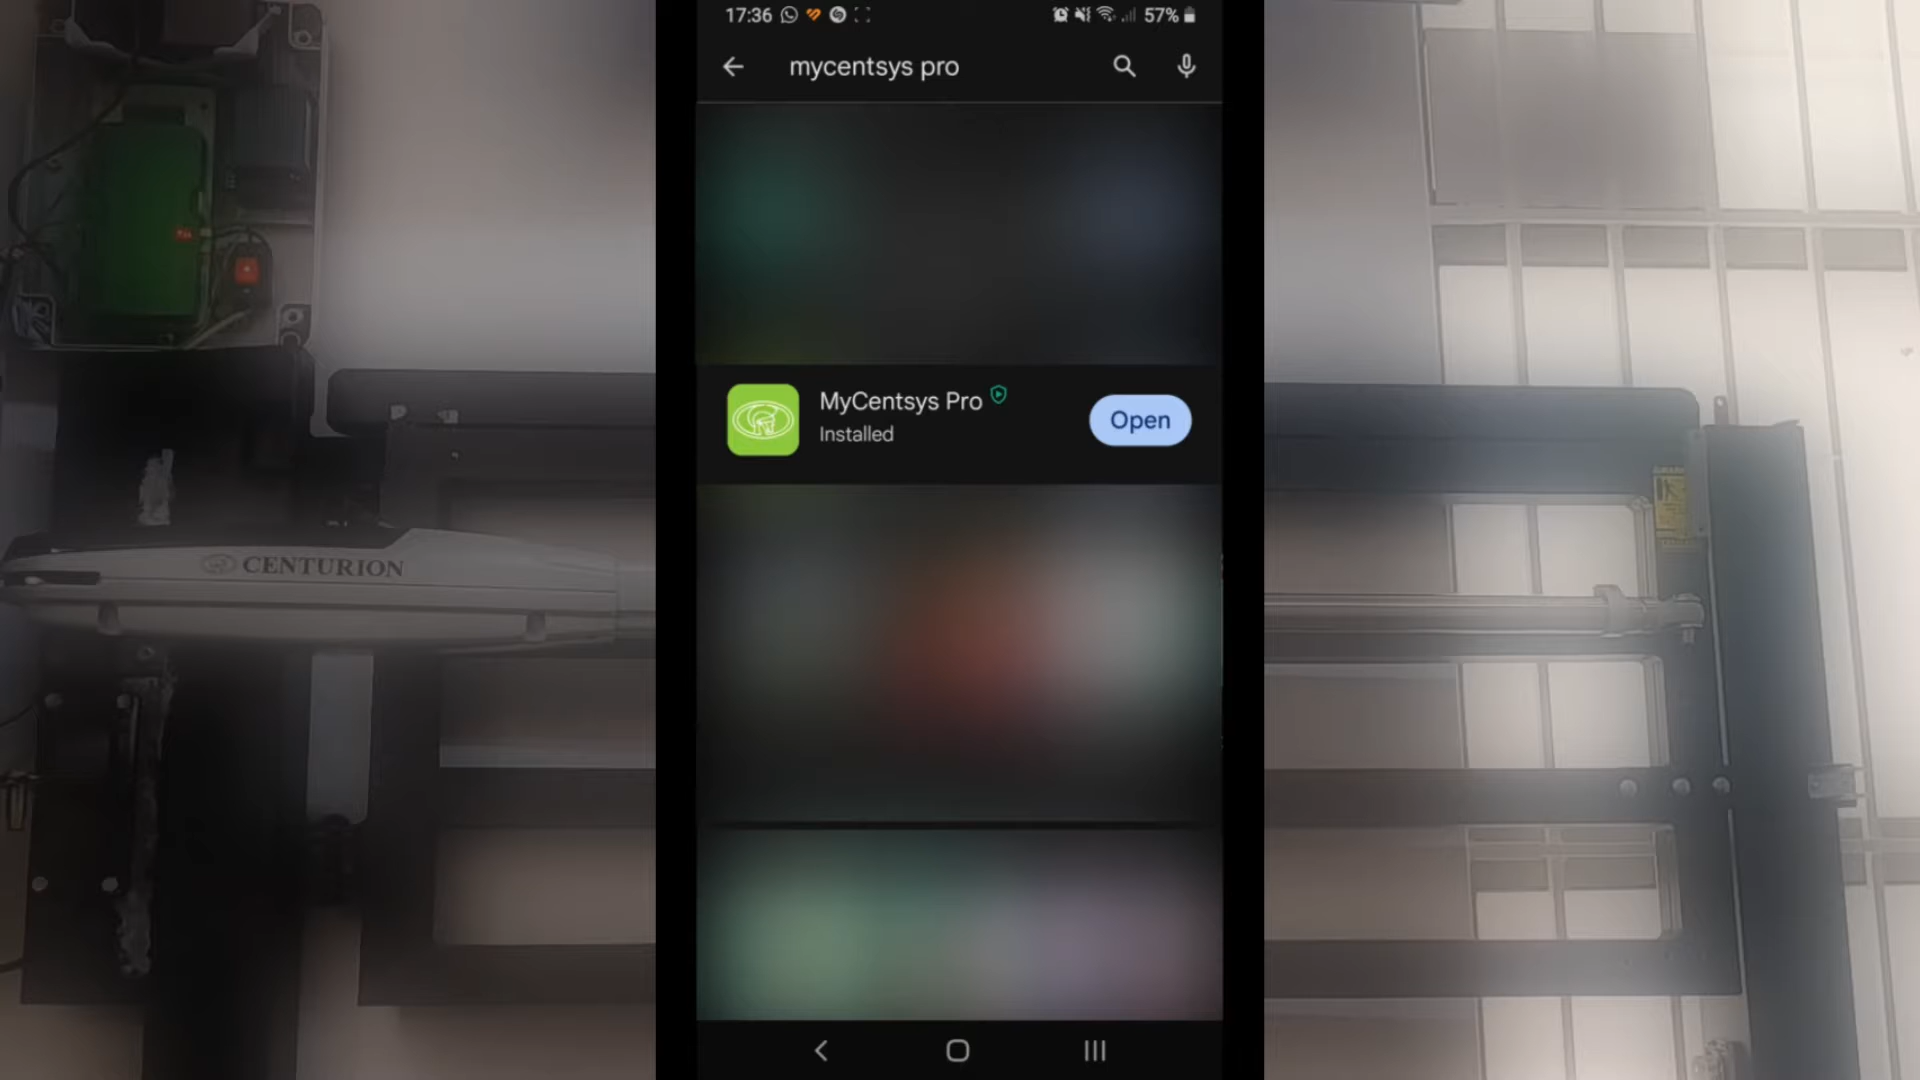 17:36
57%
mycentsys pro
MyCentsys Pro
Installed
Open
CENTURION